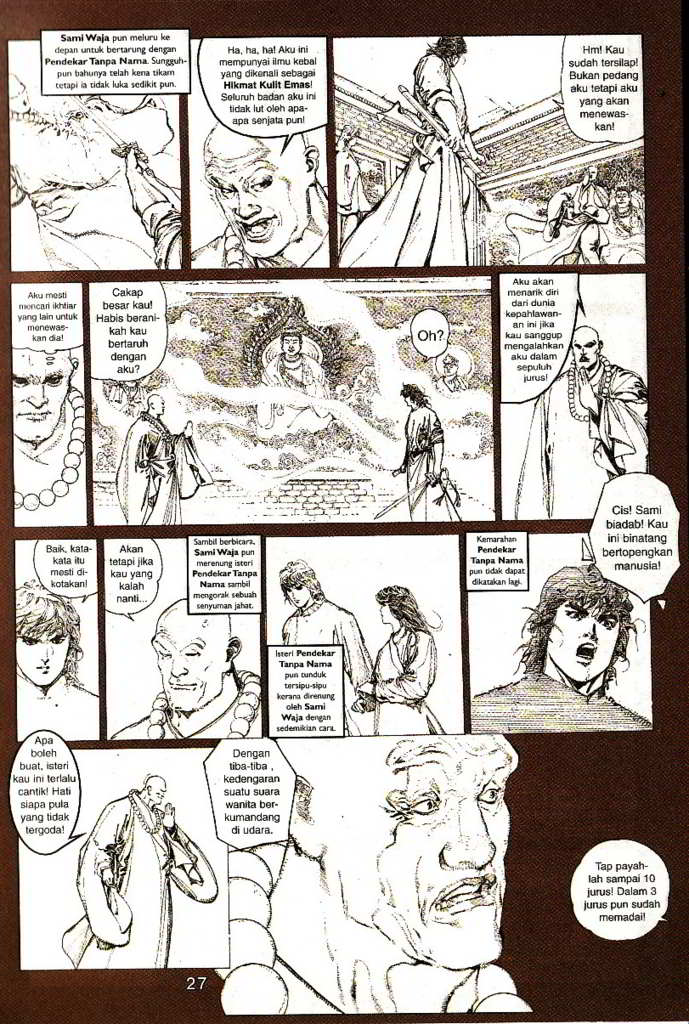 Sami Waja pun meluru ke
depan untuk bertarung dengan
Pendekar Tanpa Nama. Sungguh-
pun bahunya telah kena tikam
tetapi ia tidak luka sedikit pun.
Ha, ha, ha! Aku ini
mempunyai ilmu kebal
yang dikenali sebagai
Hikmat Kulit Emas!
Seluruh badan aku ini
tidak lut oleh apa-
apa senjata pun!
Hm! Kau
sudah tersilap!
Bukan pedang
aku tetapi aku
yang akan
menewas-
kan!
Aku mesti
mencari ikhtiar
yang lain untuk
menewas-
kan dia!
Cakap
besar kau!
Habis berani-
kah kau
bertaruh
dengan
aku?
Oh?
Aku akan
menarik diri
dari dunia
kepahlawan-
an ini jika
kau sanggup
mengalahkan
aku dalam
sepuluh
jurus!
Baik, kata-
kata itu
mesti di-
kotakan!
Akan
tetapi jika
kau yang
kalah
nanti...
Sambil berbicara,
Sami Waja pun
merenung isteri
Pendekar Tanpa
Nama sambil
mengorak sebuah
senyuman jahat.
Isteri Pendekar
Tanpa Nama
pun tunduk
tersipu-sipu
kerana direnung
oleh Sami
Waja dengan
sedemikian cara.
Kemarahan
Pendekar
Tanpa Nama
pun tidak dapat
dikatakan lagi.
Cis! Sami
biadab! Kau
ini binatang
bertopengkan
manusia!
Apa
boleh
buat, isteri
kau ini terlalu
cantik! Hati
siapa pula
yang tidak
tergoda!
Dengan
tiba-tiba ,
kedengaran
suatu suara
wanita ber-
kumandang
di udara.
Tap payah-
lah sampai 10
jurus! Dalam 3
jurus pun sudah
memadai!
27